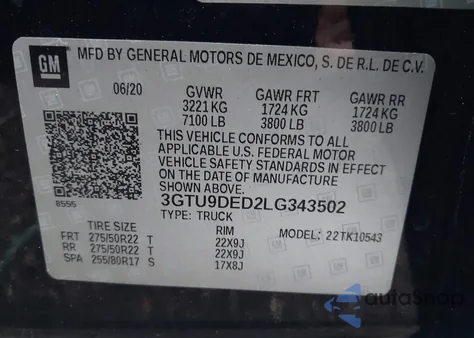 GM
MFD BY GENERAL MOTORS DE MEXICO, S. DE R.L. DE C.V.
06/20 GVWR GAWR FRT GAWR RR
3221 KG 1724 KG 1724 KG
7100 LB 3800 LB 3800 LB
THIS VEHICLE CONFORMS TO ALL
APPLICABLE U.S. FEDERAL MOTOR
VEHICLE SAFETY STANDARDS IN EFFECT
ON THE DATE OF MANUFACTURE
SHOWN ABOVE.
8555 3GTU9DED2LG343502
TYPE: TRUCK
TIRE SIZE RIM MODEL: 22TK10543
FRT 275/50R22 T 22X9J
RR 275/50R22 T 22X9J
SPA 255/80R17 S 17X8J
autoSnap